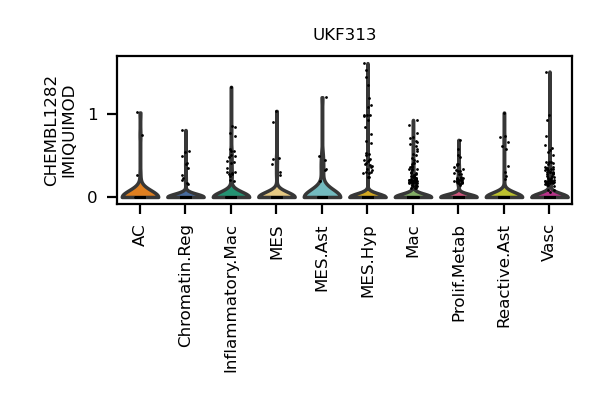 UKF313
CHEMBL1282
IMIQUIMOD
1
0
AC
Chromatin.Reg
Inflammatory.Mac
MES
MES.Ast
MES.Hyp
Mac
Prolif.Metab
Reactive.Ast
Vasc